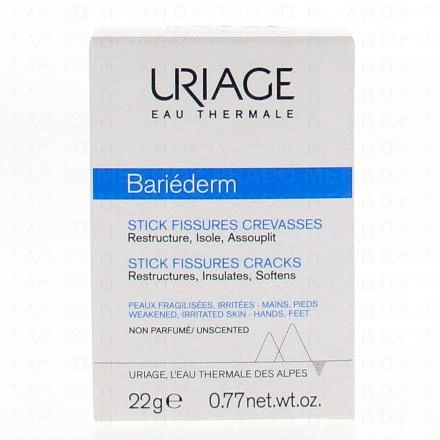 URIAGE
EAU THERMALE
Bariéderm
STICK FISSURES CREVASSES
Restructure, Isole, Assouplit
STICK FISSURES CRACKS
Restructures, Insulates, Softens
PEAUX FRAGILISÉES, IRRITÉES - MAINS, PIEDS
WEAKENED, IRRITATED SKIN - HANDS, FEET
NON PARFUMÉ/ UNSCENTED
URIAGE, L'EAU THERMALE DES ALPES
22g℮ 0.77net.wt.oz.